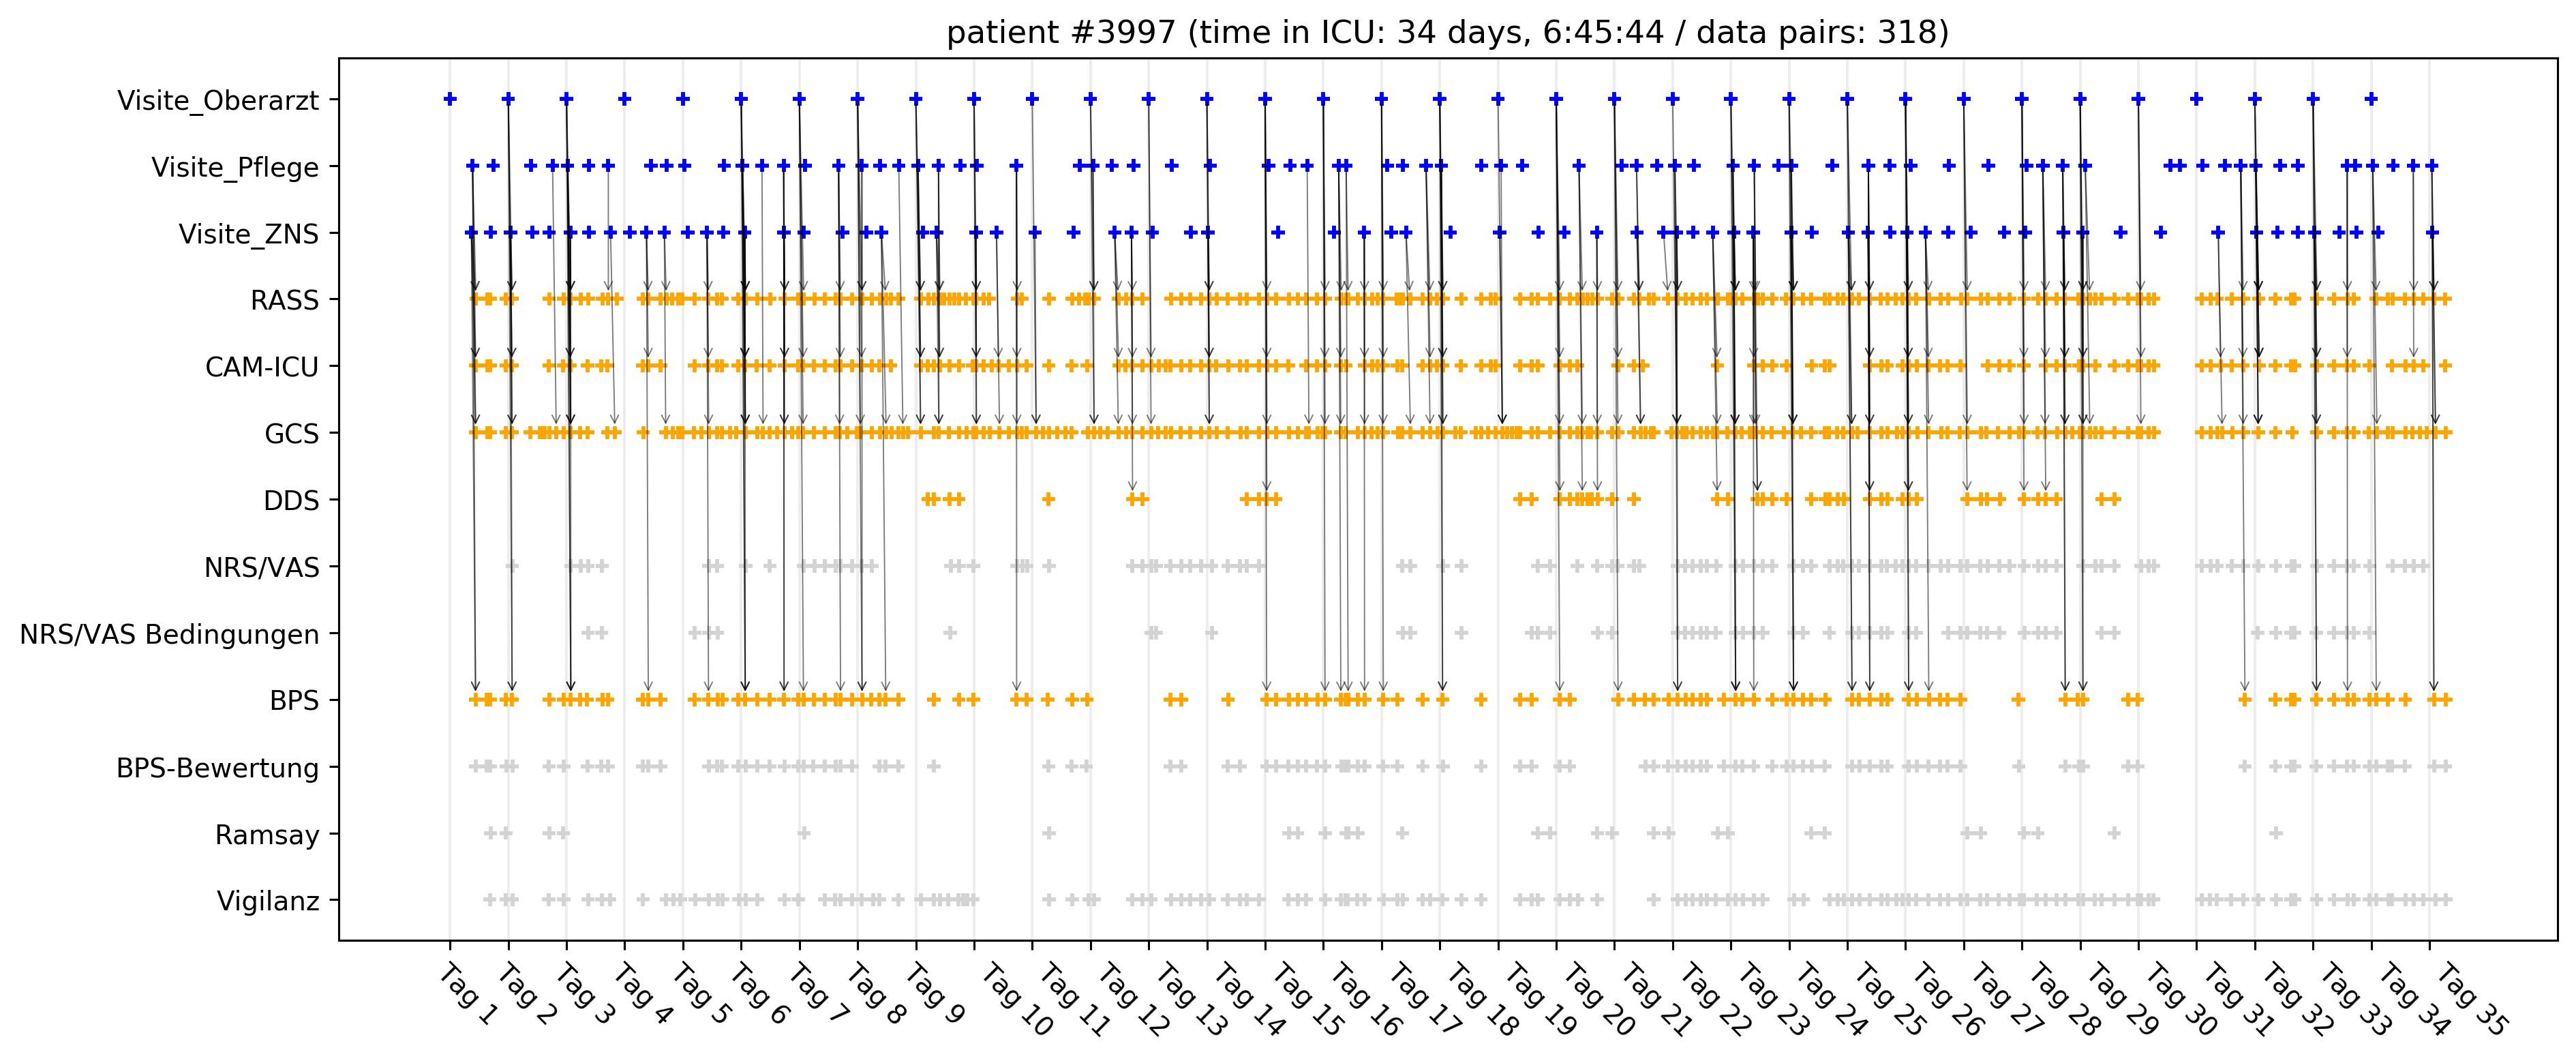 patient #3997 (time in ICU: 34 days, 6:45:44 / data pairs: 318)
Visite_Oberarzt
Visite_Pflege
Visite_ZNS
RASS
CAM-ICU
GCS
DDS
NRS/VAS
NRS/VAS Bedingungen
BPS
BPS-Bewertung
Ramsay
Vigilanz
Tag 1
Tag 2
Tag 3
Tag 4
Tag 5
Tag 6
Tag 7
Tag 8
Tag 9
Tag 10
Tag 11
Tag 12
Tag 13
Tag 14
Tag 15
Tag 16
Tag 17
Tag 18
Tag 19
Tag 20
Tag 21
Tag 22
Tag 23
Tag 24
Tag 25
Tag 26
Tag 27
Tag 28
Tag 29
Tag 30
Tag 31
Tag 32
Tag 33
Tag 34
Tag 35